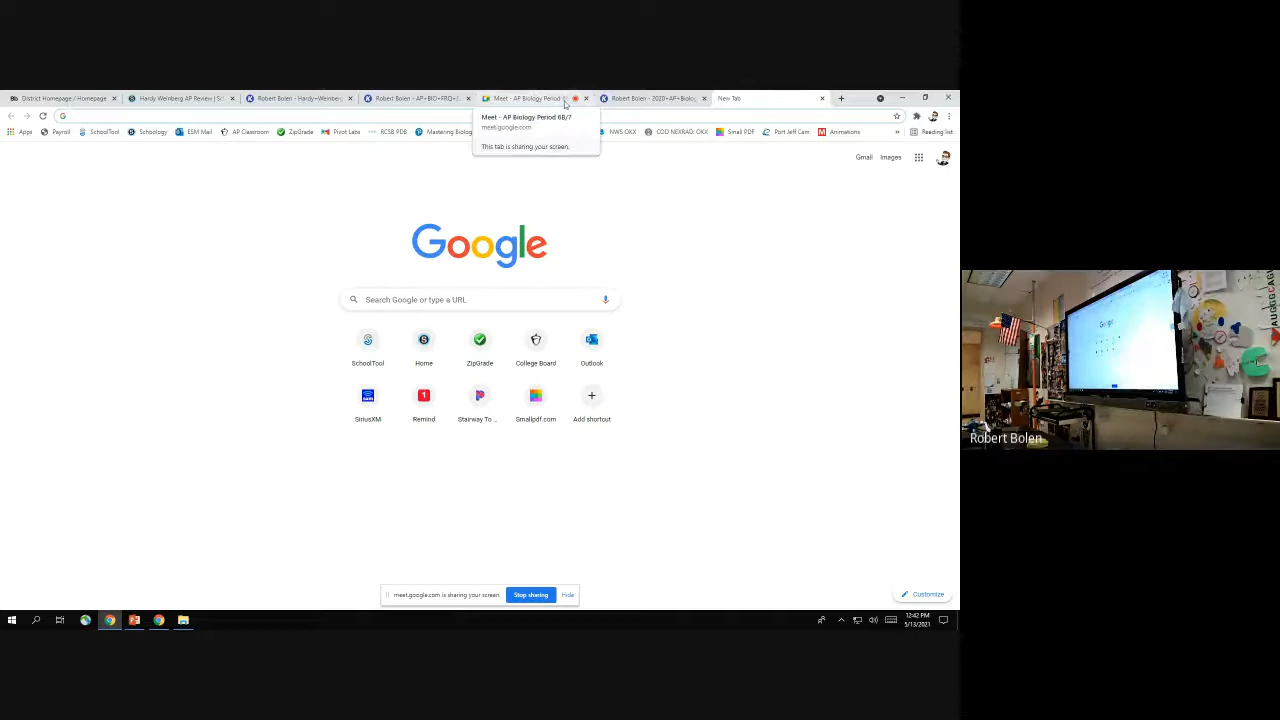 District Homepage / Homepage
Hardy Weinberg AP Review | Sc
Robert Bolen - Hardy+Weinberg
Robert Bolen - AP+BIO+FRQ+
Meet - AP Biology Period 6
Robert Bolen - 2020+AP+Biolog
New Tab
Apps
Payroll
SchoolTool
Schoology
ESM Mail
AP Classroom
ZipGrade
Pivot Labs
RCSB PDB
Mastering Biology
NWS OKX
COD NEXRAD: OKX
Small PDF
Port Jeff Cam
Animations
»
Reading list
Meet - AP Biology Period 6B/7
meet.google.com
This tab is sharing your screen.
Gmail
Images
Google
Search Google or type a URL
SchoolTool
Home
ZipGrade
College Board
Outlook
SiriusXM
Remind
Stairway To ...
Smallpdf.com
Add shortcut
Robert Bolen
meet.google.com is sharing your screen.
Stop sharing
Hide
Customize
12:42 PM
5/13/2021